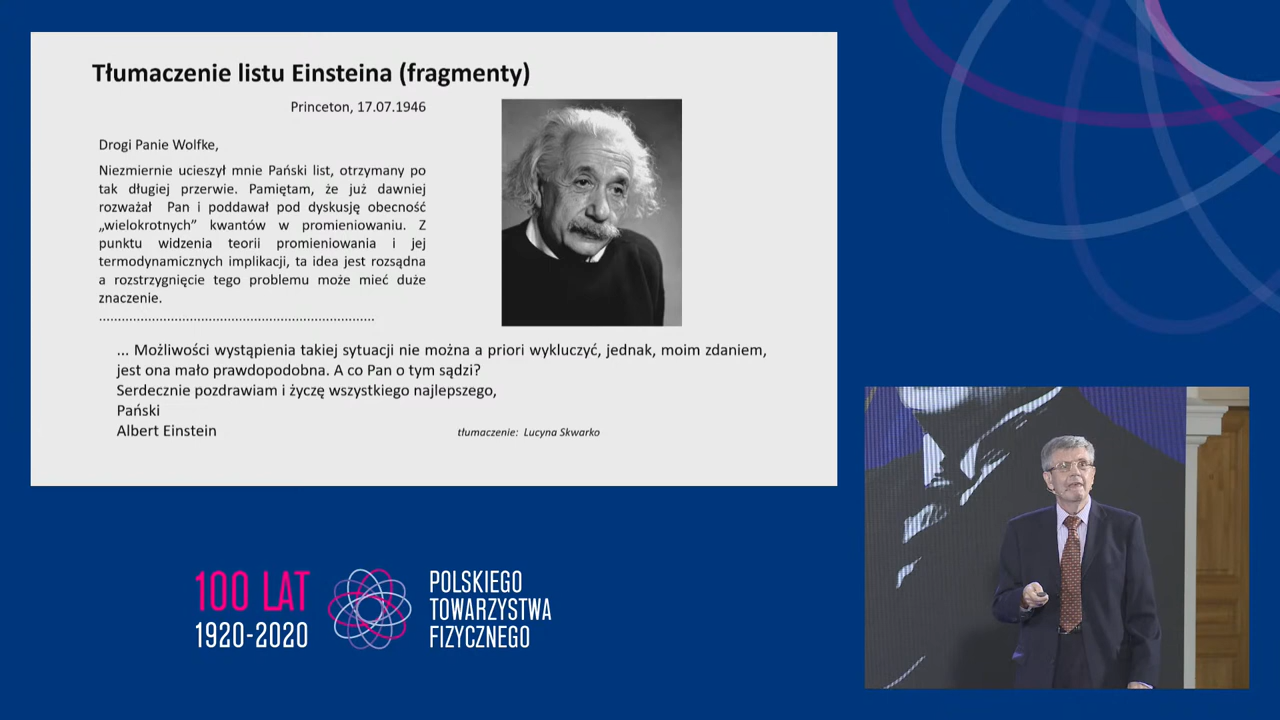 Tłumaczenie listu Einsteina (fragmenty)
Princeton, 17.07.1946
Drogi Panie Wolfke,
Niezmiernie ucieszył mnie Pański list, otrzymany po
tak długiej przerwie. Pamiętam, że już dawniej
rozważał Pan i poddawał pod dyskusję obecność
„wielokrotnych” kwantów w promieniowaniu. Z
punktu widzenia teorii promieniowania i jej
termodynamicznych implikacji, ta idea jest rozsądna
a rozstrzygnięcie tego problemu może mieć duże
znaczenie.
..........................................................................
... Możliwości wystąpienia takiej sytuacji nie można a priori wykluczyć, jednak, moim zdaniem,
jest ona mało prawdopodobna. A co Pan o tym sądzi?
Serdecznie pozdrawiam i życzę wszystkiego najlepszego,
Pański
Albert Einstein
tłumaczenie: Lucyna Skwarko
100 LAT
1920-2020
POLSKIEGO
TOWARZYSTWA
FIZYCZNEGO